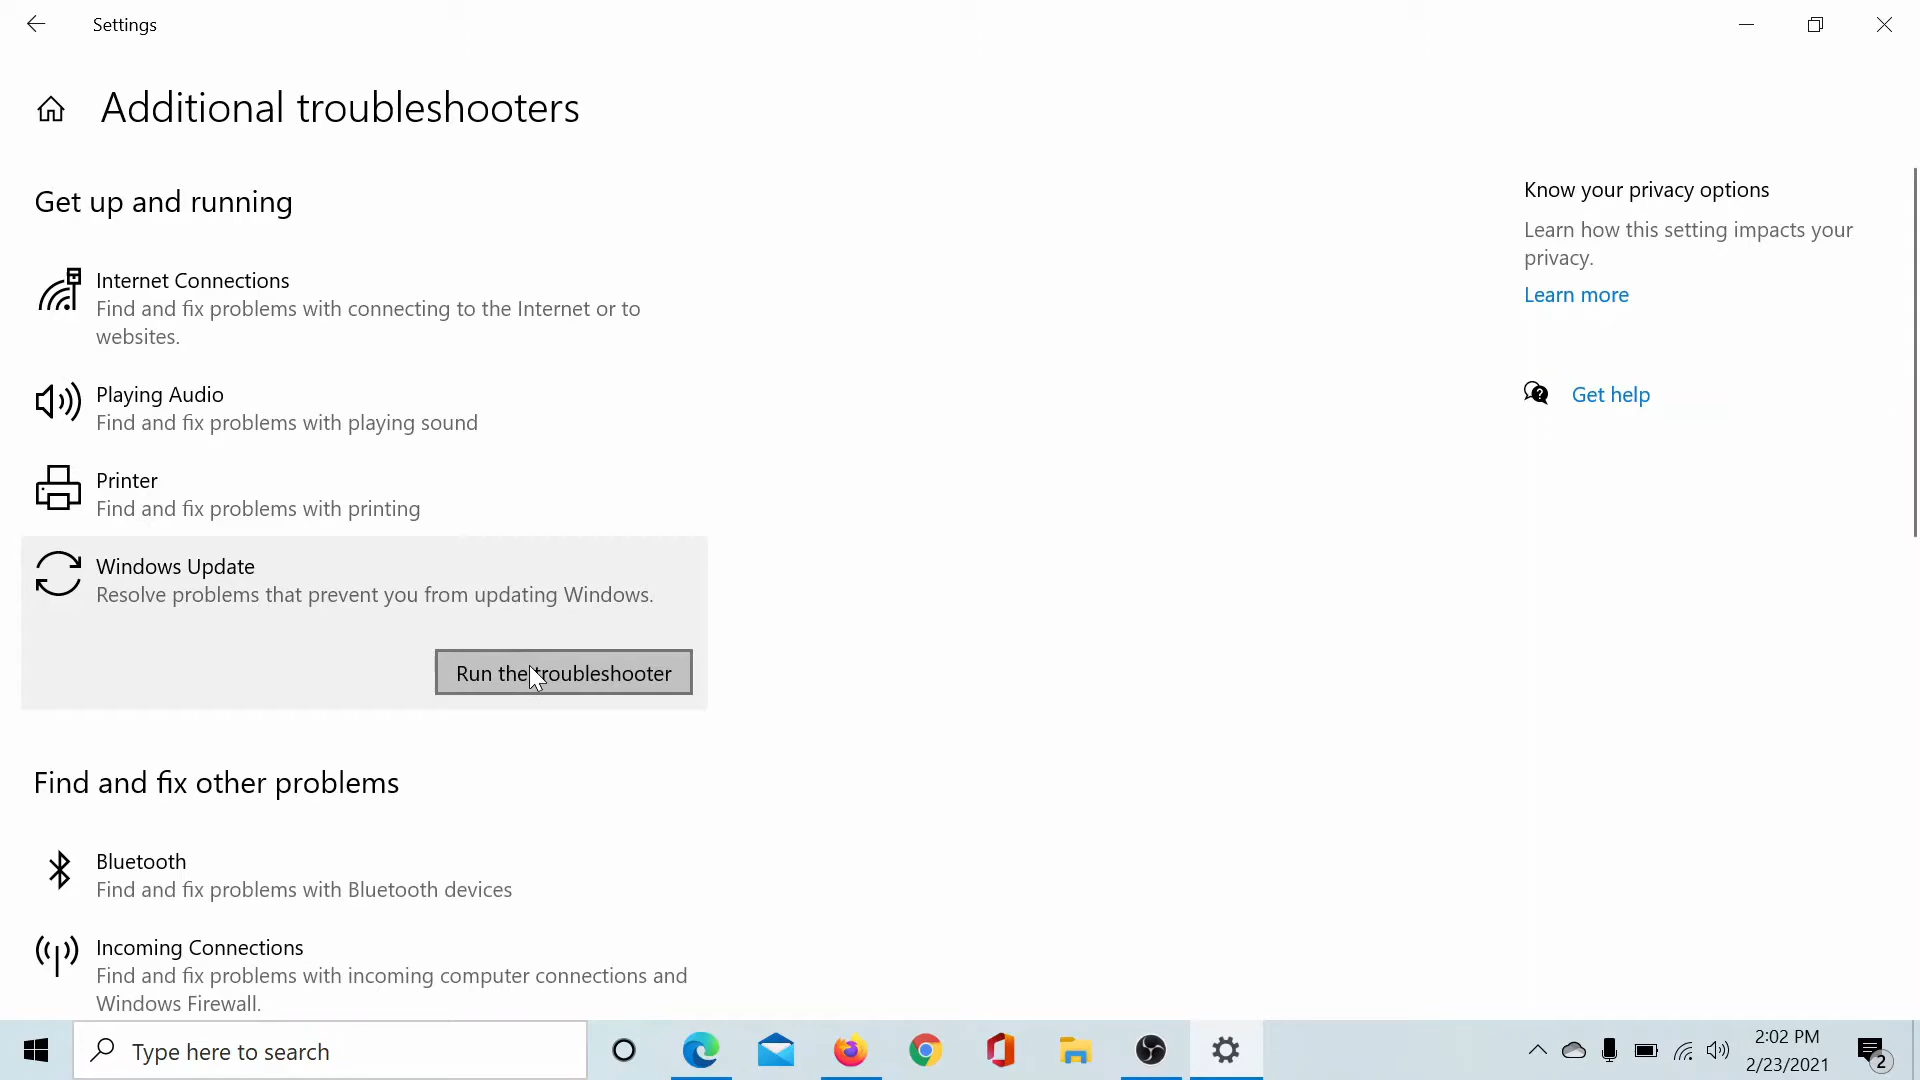 Settings
Additional troubleshooters
Get up and running
Internet Connections
Find and fix problems with connecting to the Internet or to
websites.
Playing Audio
Find and fix problems with playing sound
Printer
Find and fix problems with printing
Windows Update
Resolve problems that prevent you from updating Windows.
Run the troubleshooter
Find and fix other problems
Bluetooth
Find and fix problems with Bluetooth devices
Incoming Connections
Find and fix problems with incoming computer connections and
Windows Firewall.
Know your privacy options
Learn how this setting impacts your
privacy.
Learn more
Get help
Type here to search
2:02 PM
2/23/2021
2